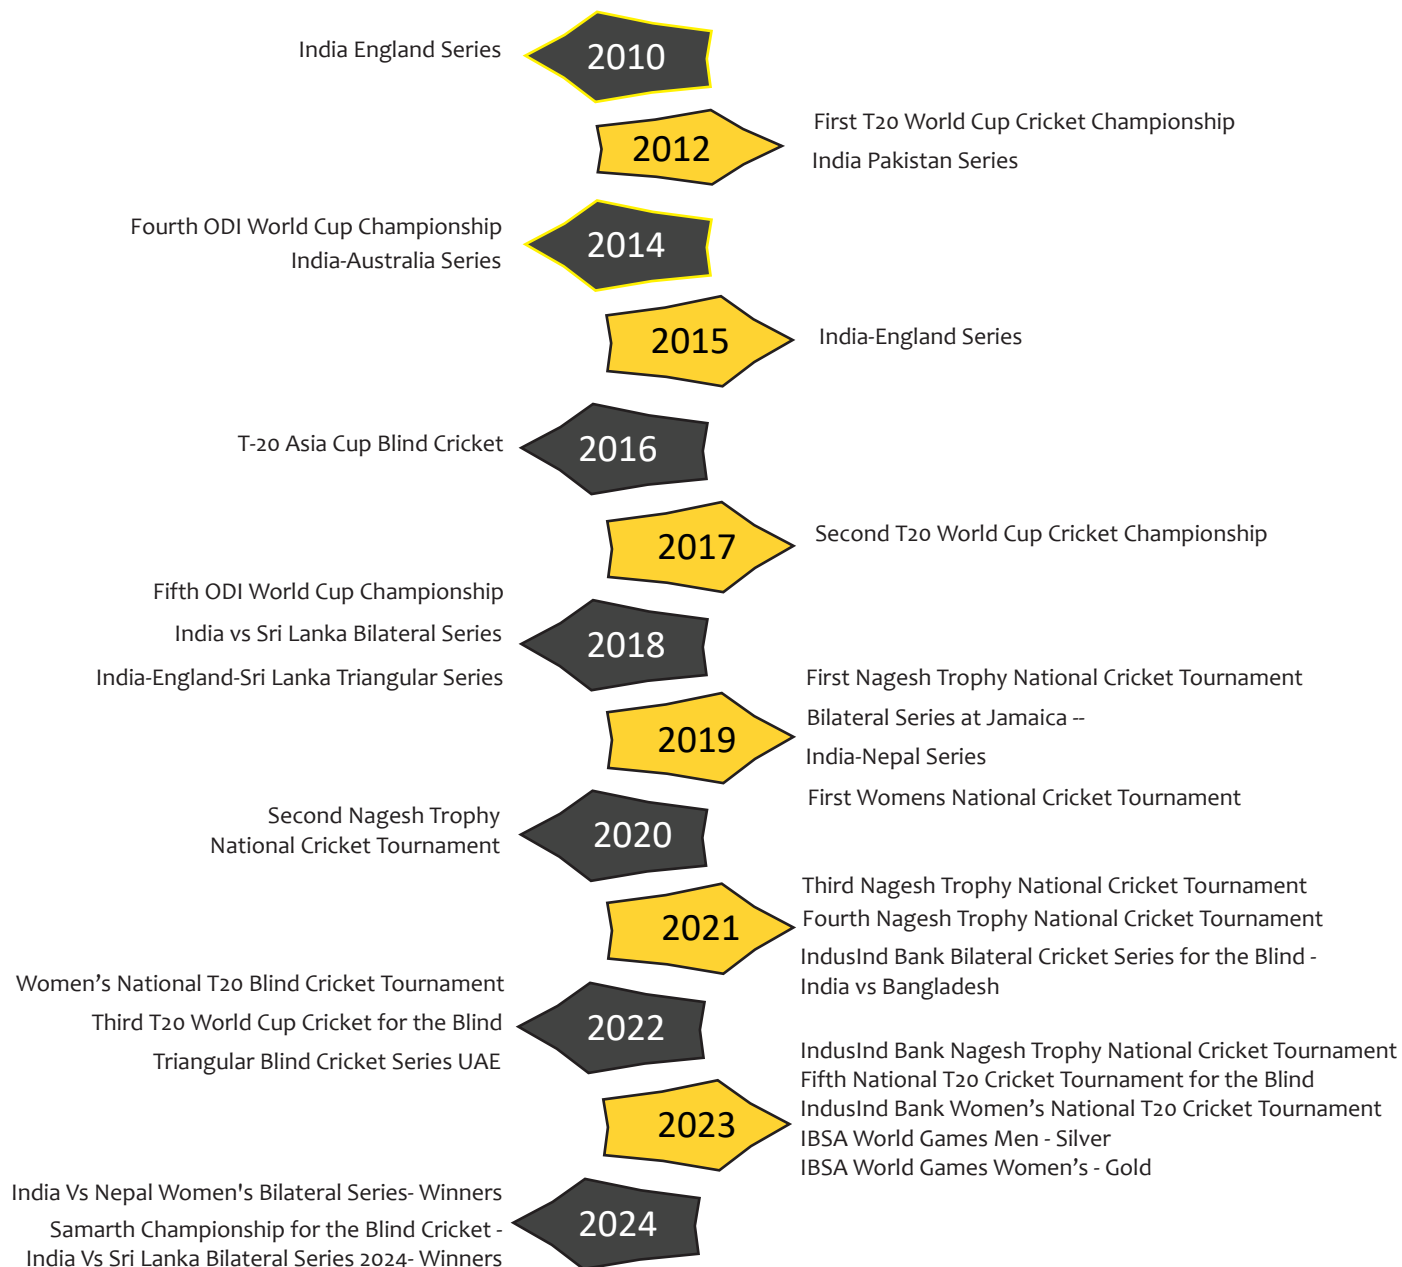 India England Series
2010
2012
First T20 World Cup Cricket Championship
India Pakistan Series
Fourth ODI World Cup Championship
India-Australia Series
2014
2015
India-England Series
T-20 Asia Cup Blind Cricket
2016
2017
Second T20 World Cup Cricket Championship
Fifth ODI World Cup Championship
India vs Sri Lanka Bilateral Series
India-England-Sri Lanka Triangular Series
2018
2019
First Nagesh Trophy National Cricket Tournament
Bilateral Series at Jamaica --
India-Nepal Series
First Womens National Cricket Tournament
Second Nagesh Trophy
National Cricket Tournament
2020
2021
Third Nagesh Trophy National Cricket Tournament
Fourth Nagesh Trophy National Cricket Tournament
IndusInd Bank Bilateral Cricket Series for the Blind -
India vs Bangladesh
Women’s National T20 Blind Cricket Tournament
Third T20 World Cup Cricket for the Blind
Triangular Blind Cricket Series UAE
2022
2023
IndusInd Bank Nagesh Trophy National Cricket Tournament
Fifth National T20 Cricket Tournament for the Blind
IndusInd Bank Women’s National T20 Cricket Tournament
IBSA World Games Men - Silver
IBSA World Games Women’s - Gold
India Vs Nepal Women's Bilateral Series- Winners
Samarth Championship for the Blind Cricket -
India Vs Sri Lanka Bilateral Series 2024- Winners
2024